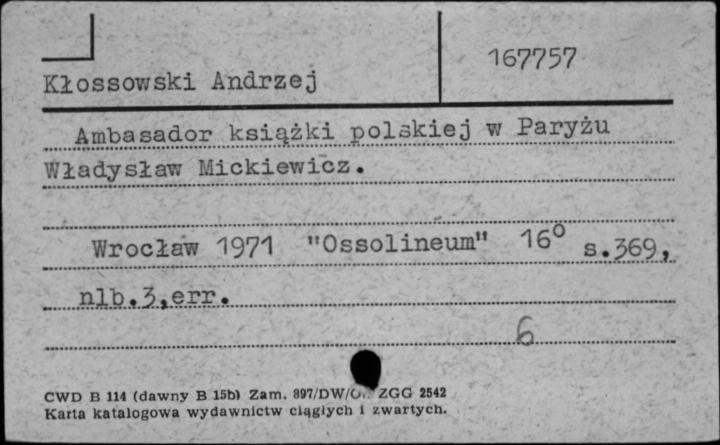 167757
Kłossowski Andrzej
Ambasador książki polskiej w Paryżu
Władysław Mickiewicz.
Wrocław 1971 "Ossolineum" 16° s.369,
nlb.3,err.
6
CWD B 114 (dawny B 15b) Zam. 897/DW/ ZGG 2542
Karta katalogowa wydawnictw ciągłych i zwartych.